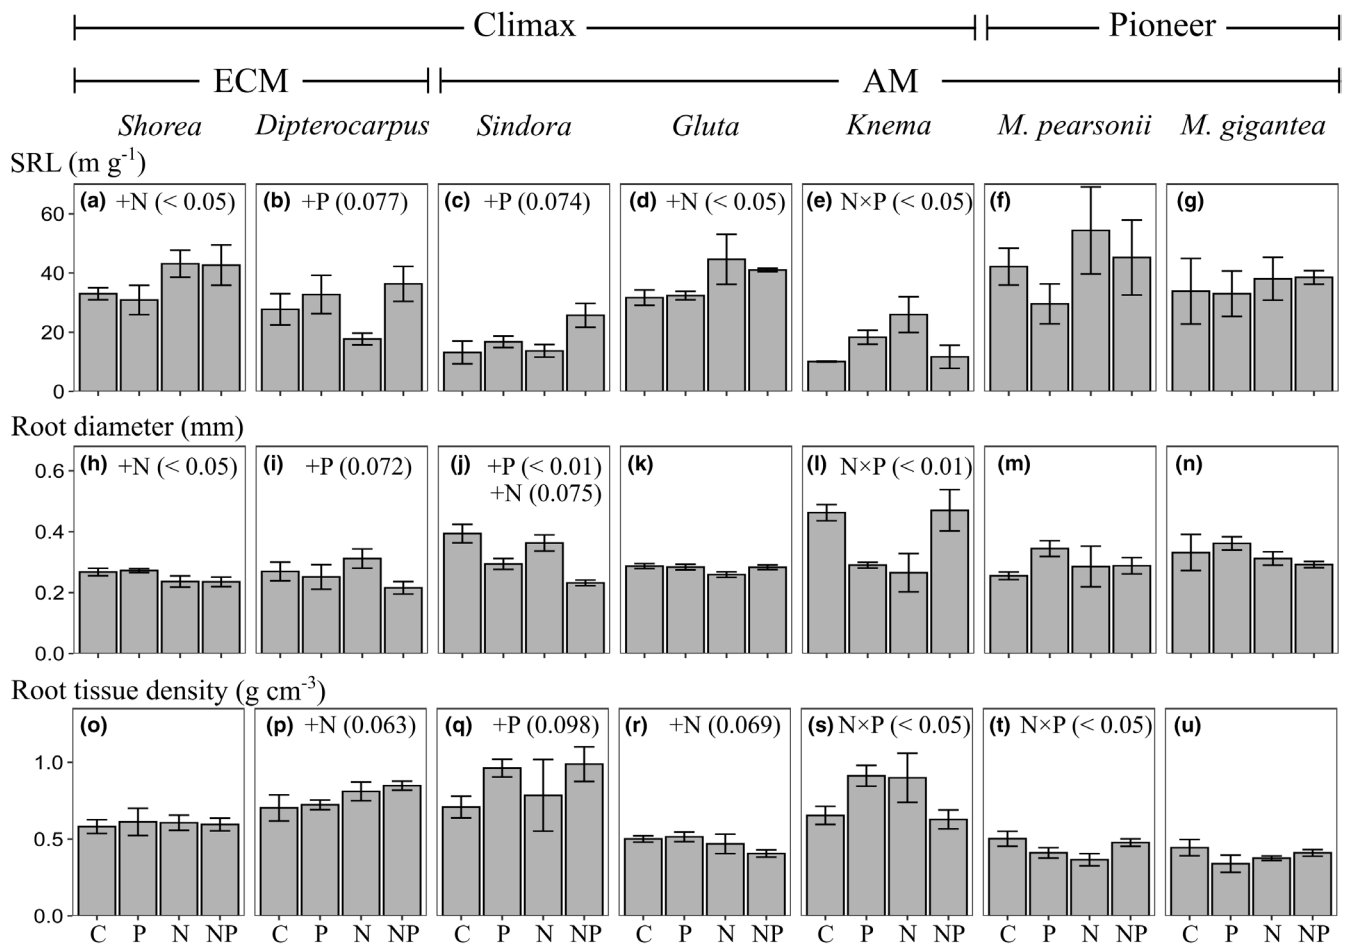 Climax Pioneer
ECM AM
Shorea Dipterocarpus Sindora Gluta Knema M. pearsonii M. gigantea
SRL (m g-1)
(a) +N (< 0.05) (b) +P (0.077) (c) +P (0.074) (d) +N (< 0.05) (e) N×P (< 0.05) (f) (g)
60
40
20
0
Root diameter (mm)
(h) +N (< 0.05) (i) +P (0.072) (j) +P (< 0.01) (k) (l) N×P (< 0.01) (m) (n)
+N (0.075)
0.6
0.4
0.2
0.0
Root tissue density (g cm-3)
(o) (p) +N (0.063) (q) +P (0.098) (r) +N (0.069) (s) N×P (< 0.05) (t) N×P (< 0.05) (u)
1.0
0.5
0.0
C P N NP C P N NP C P N NP C P N NP C P N NP C P N NP C P N NP